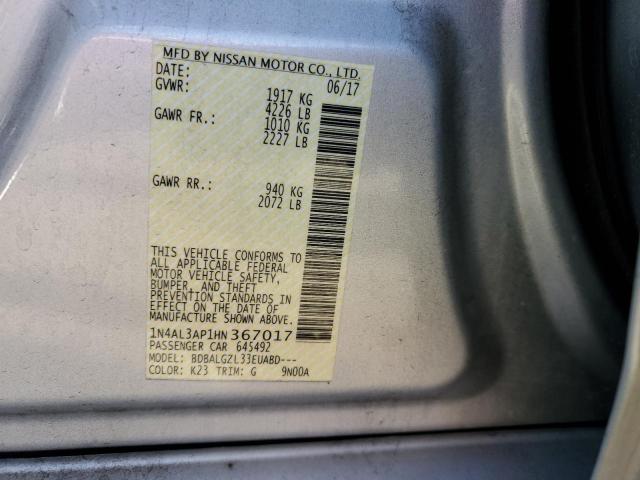 MFD BY NISSAN MOTOR CO., LTD.
DATE: 06/17
GVWR: 1917 KG
4226 LB
GAWR FR.: 1010 KG
2227 LB
GAWR RR.: 940 KG
2072 LB
THIS VEHICLE CONFORMS TO
ALL APPLICABLE FEDERAL
MOTOR VEHICLE SAFETY,
BUMPER, AND THEFT
PREVENTION STANDARDS IN
EFFECT ON THE DATE OF
MANUFACTURE SHOWN ABOVE.
1N4AL3AP1HN367017
PASSENGER CAR 645492
MODEL: BDBALGZL33EUABD---
COLOR: K23 TRIM: G 9N00A